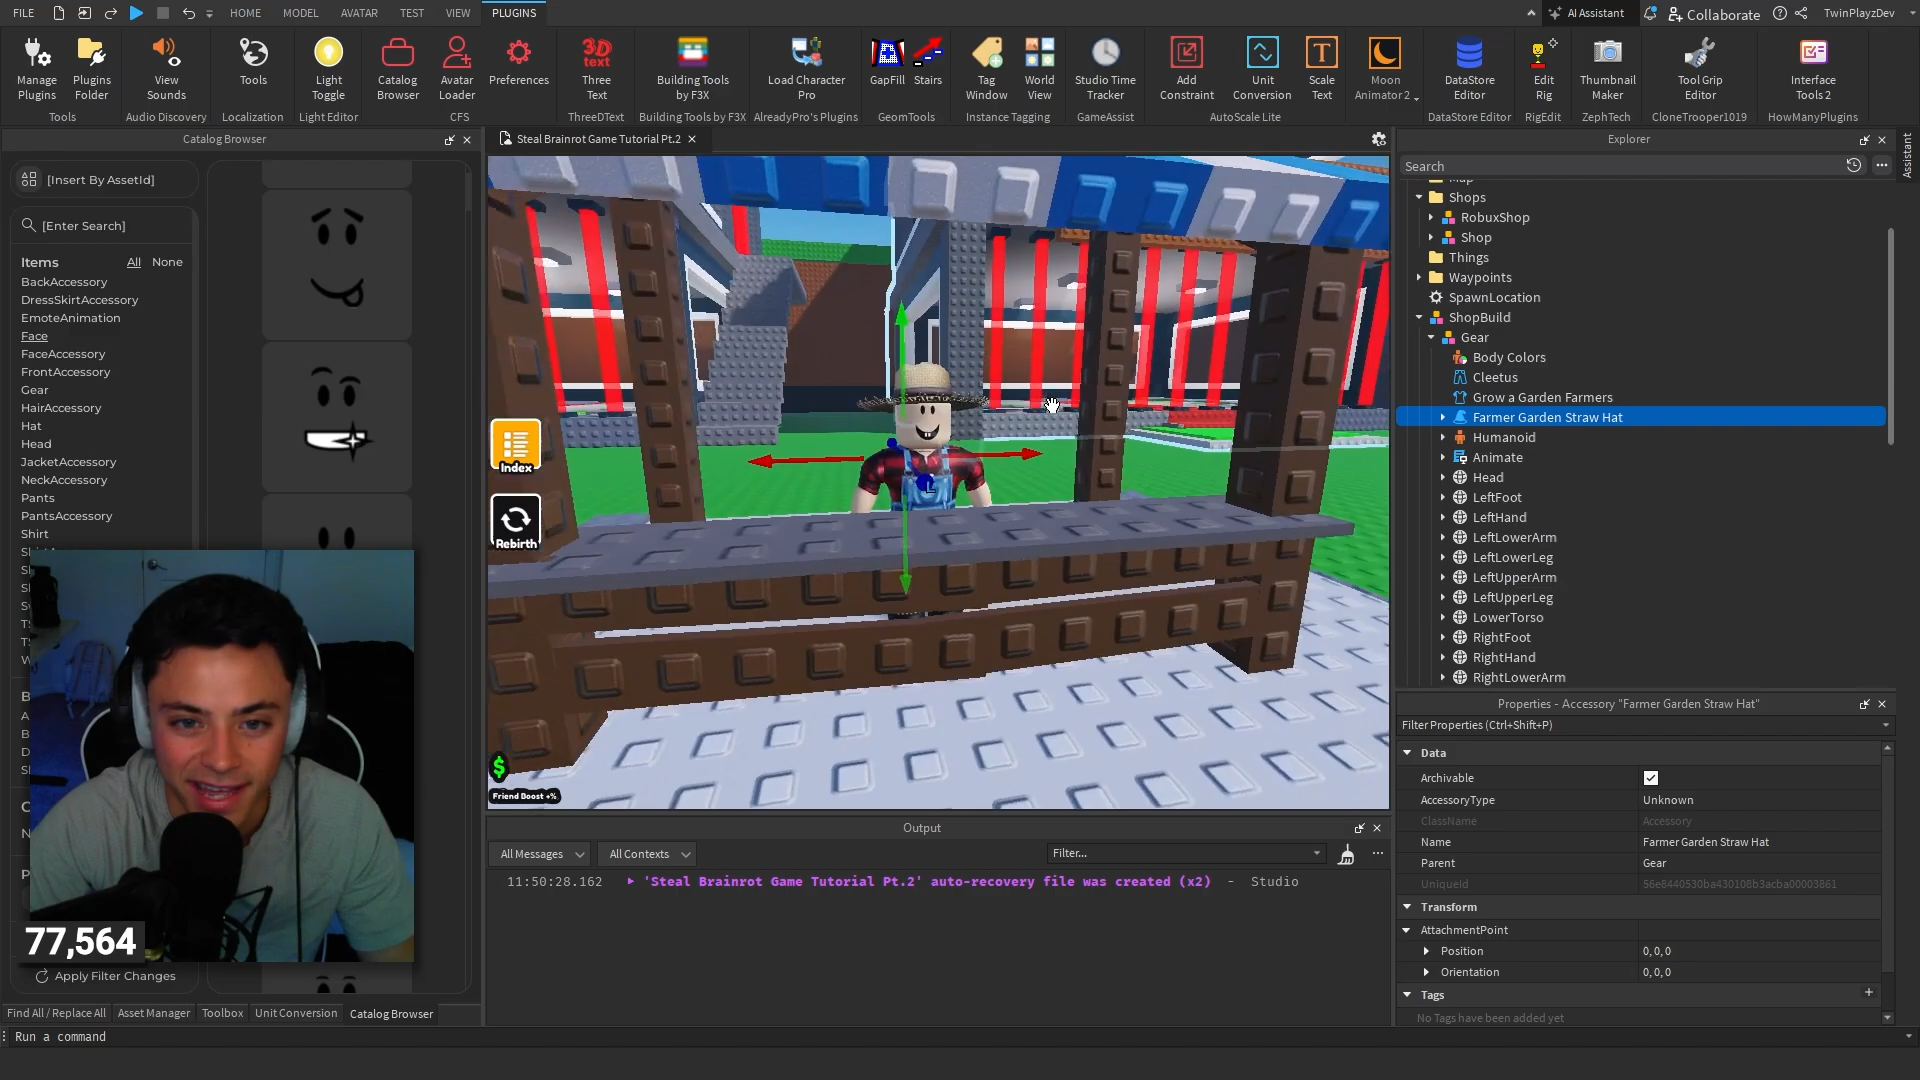 FILE
HOME
MODEL
AVATAR
TEST
VIEW
PLUGINS
AI Assistant
Collaborate
TwinPlayzDev
Manage Plugins
Plugins Folder
View Sounds
Tools
Light Toggle
Catalog Browser
Avatar Loader
Preferences
Three Text
Building Tools by F3X
Load Character Pro
GapFill
Stairs
Tag Window
World View
Studio Time Tracker
Add Constraint
Unit Conversion
Scale Text
Moon Animator 2
DataStore Editor
Edit Rig
Thumbnail Maker
Tool Grip Editor
Interface Tools 2
Tools
Audio Discovery
Localization
Light Editor
CFS
ThreeDText
Building Tools by F3X
AlreadyPro's Plugins
GeomTools
Instance Tagging
GameAssist
AutoScale Lite
DataStore Editor
RigEdit
ZephTech
CloneTrooper1019
HowManyPlugins
Catalog Browser
[Insert By AssetId]
[Enter Search]
Items
All
None
BackAccessory
DressSkirtAccessory
EmoteAnimation
Face
FaceAccessory
FrontAccessory
Gear
HairAccessory
Hat
Head
JacketAccessory
NeckAccessory
Pants
PantsAccessory
Shirt
77,564
Apply Filter Changes
Find All / Replace All
Asset Manager
Toolbox
Unit Conversion
Catalog Browser
Run a command
Steal Brainrot Game Tutorial Pt.2
Index
Rebirth
$
Friend Boost +%
Output
All Messages
All Contexts
Filter...
11:50:28.162
'Steal Brainrot Game Tutorial Pt.2' auto-recovery file was created (x2) - Studio
Explorer
Assistant
Search
Shops
RobuxShop
Shop
Things
Waypoints
SpawnLocation
ShopBuild
Gear
Body Colors
Cleetus
Grow a Garden Farmers
Farmer Garden Straw Hat
Humanoid
Animate
Head
LeftFoot
LeftHand
LeftLowerArm
LeftLowerLeg
LeftUpperArm
LeftUpperLeg
LowerTorso
RightFoot
RightHand
RightLowerArm
Properties - Accessory "Farmer Garden Straw Hat"
Filter Properties (Ctrl+Shift+P)
Data
Archivable
AccessoryType Unknown
ClassName Accessory
Name Farmer Garden Straw Hat
Parent Gear
UniqueId 56e8440530ba430108b3acba00003861
Transform
AttachmentPoint
Position 0, 0, 0
Orientation 0, 0, 0
Tags
No Tags have been added yet